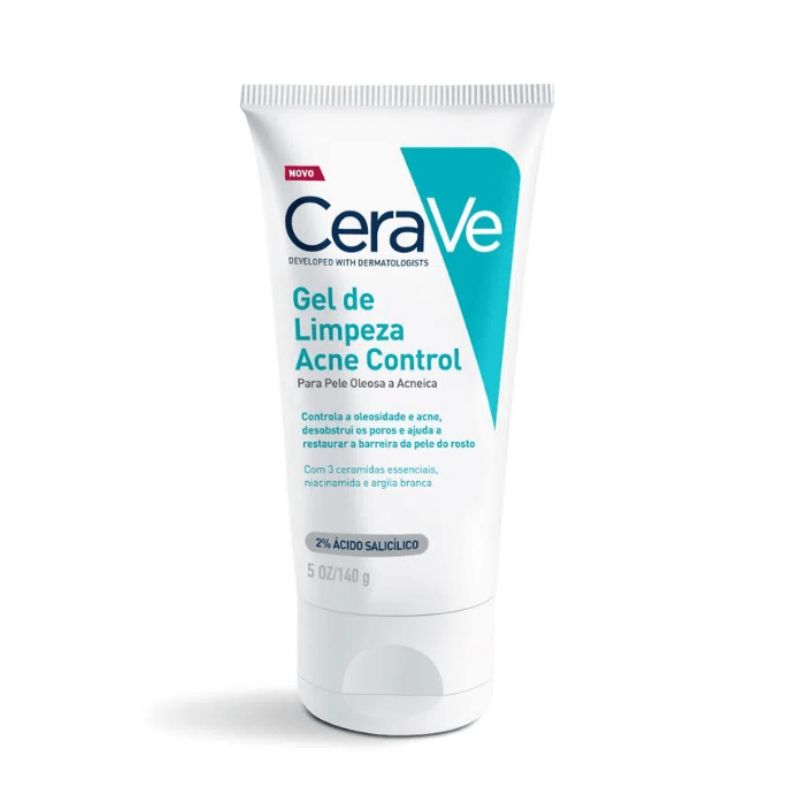 NOVO
CeraVe
DEVELOPED WITH DERMATOLOGISTS
Gel de
Limpeza
Acne Control
Para Pele Oleosa a Acneica
Controla a oleosidade e acne,
desobstrui os poros e ajuda a
restaurar a barreira da pele do rosto
Com 3 ceramidas essenciais,
niacinamida e argila branca
2% ÁCIDO SALICÍLICO
5 OZ/140 g